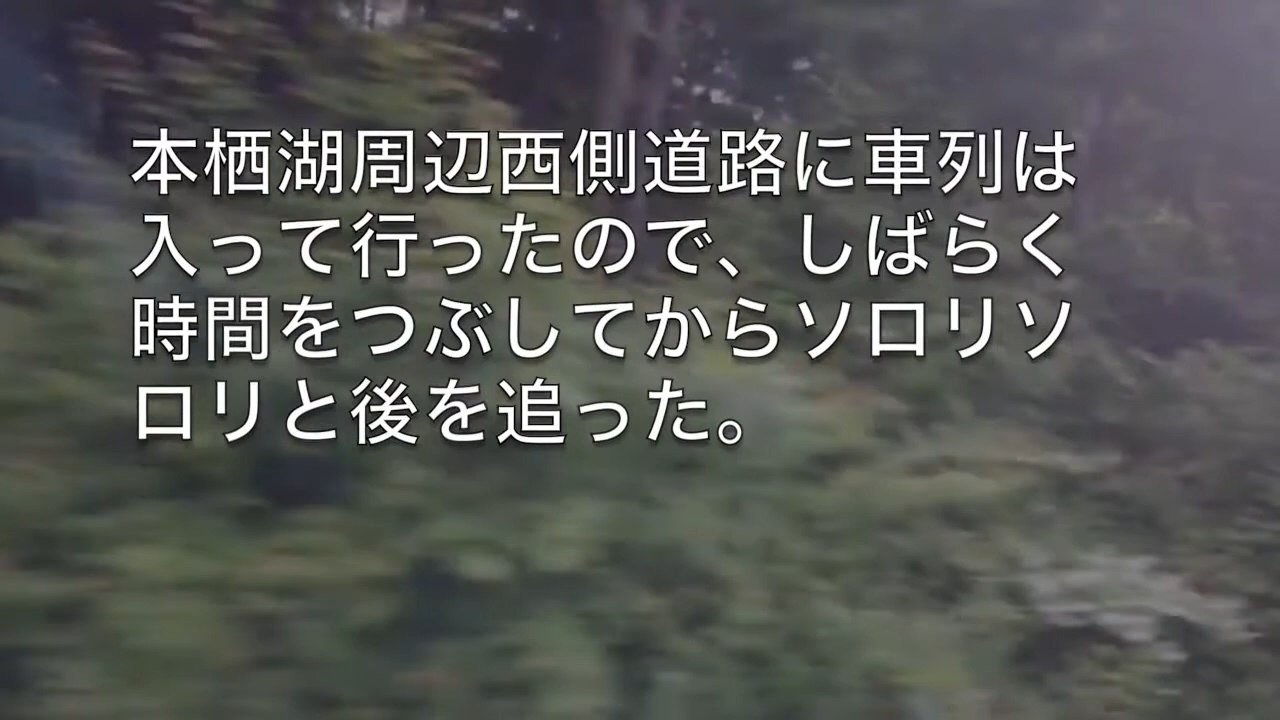 本栖湖周辺西側道路に車列は
入って行ったので、しばらく
時間をつぶしてからソロリソ
ロリと後を追った。